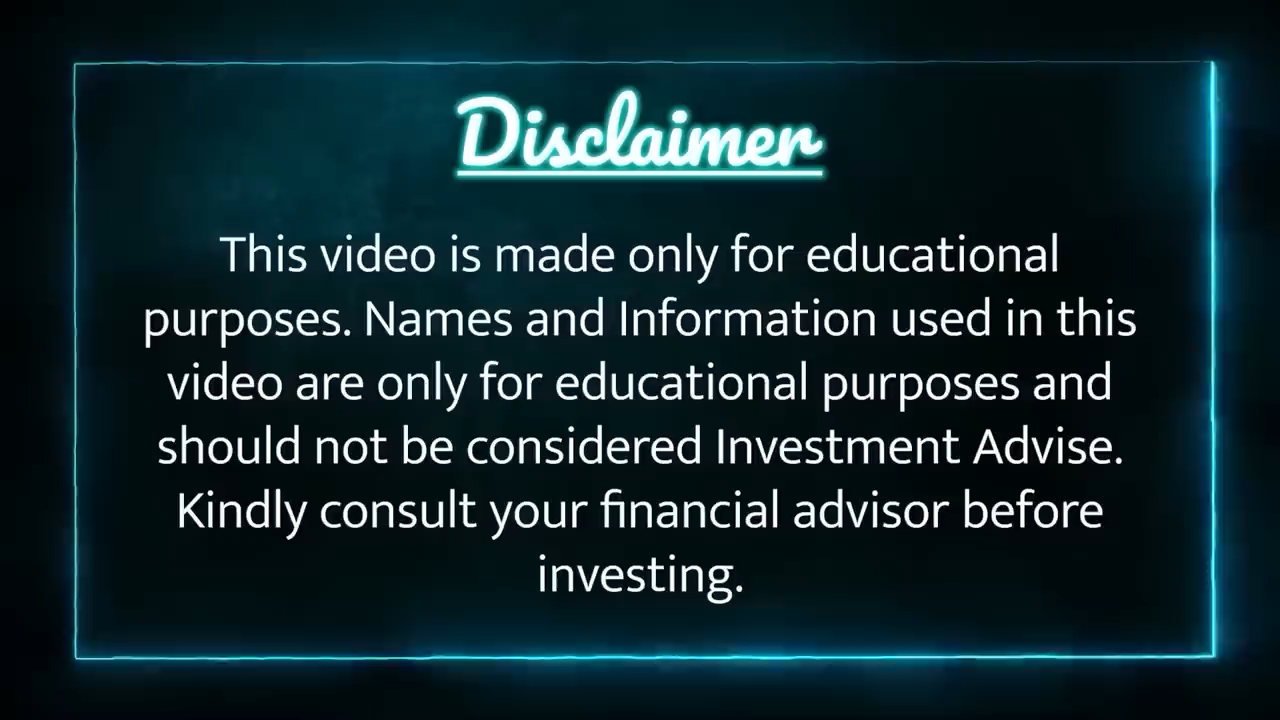 Disclaimer
This video is made only for educational
purposes. Names and Information used in this
video are only for educational purposes and
should not be considered Investment Advise.
Kindly consult your financial advisor before
investing.